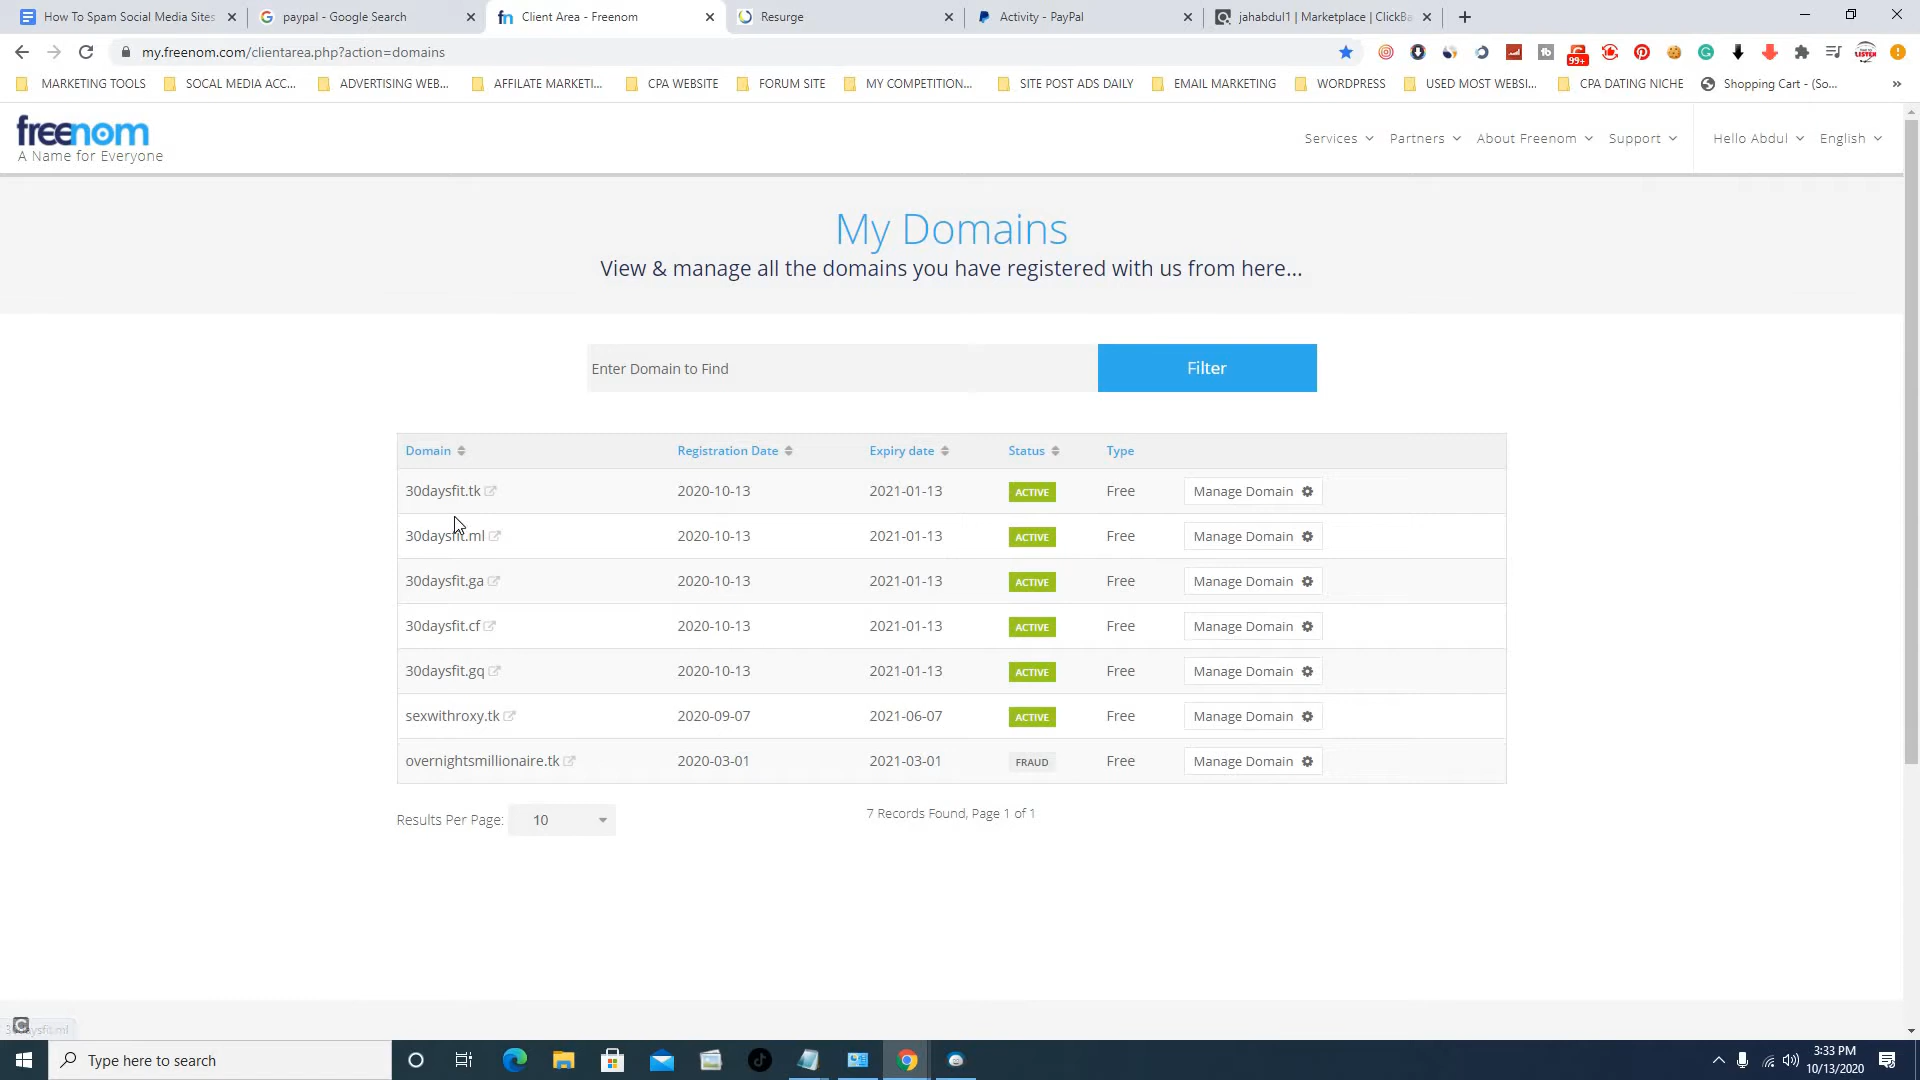 How To Spam Social Media Sites
paypal - Google Search
Client Area - Freenom
Resurge
Activity - PayPal
jahabdul1 | Marketplace | ClickBa
my.freenom.com/clientarea.php?action=domains
99+
MARKETING TOOLS
SOCAL MEDIA ACC...
ADVERTISING WEB...
AFFILATE MARKETI...
CPA WEBSITE
FORUM SITE
MY COMPETITION...
SITE POST ADS DAILY
EMAIL MARKETING
WORDPRESS
USED MOST WEBSI...
CPA DATING NICHE
Shopping Cart - (So...
»
freenom
A Name for Everyone
Services
Partners
About Freenom
Support
Hello Abdul
English
My Domains
View & manage all the domains you have registered with us from here...
Enter Domain to Find
Filter
Domain Registration Date Expiry date Status Type
30daysfit.tk 2020-10-13 2021-01-13 ACTIVE Free Manage Domain
30daysfit.ml 2020-10-13 2021-01-13 ACTIVE Free Manage Domain
30daysfit.ga 2020-10-13 2021-01-13 ACTIVE Free Manage Domain
30daysfit.cf 2020-10-13 2021-01-13 ACTIVE Free Manage Domain
30daysfit.gq 2020-10-13 2021-01-13 ACTIVE Free Manage Domain
sexwithroxy.tk 2020-09-07 2021-06-07 ACTIVE Free Manage Domain
overnightsmillionaire.tk 2020-03-01 2021-03-01 FRAUD Free Manage Domain
Results Per Page: 10
7 Records Found, Page 1 of 1
Type here to search
3:33 PM
10/13/2020